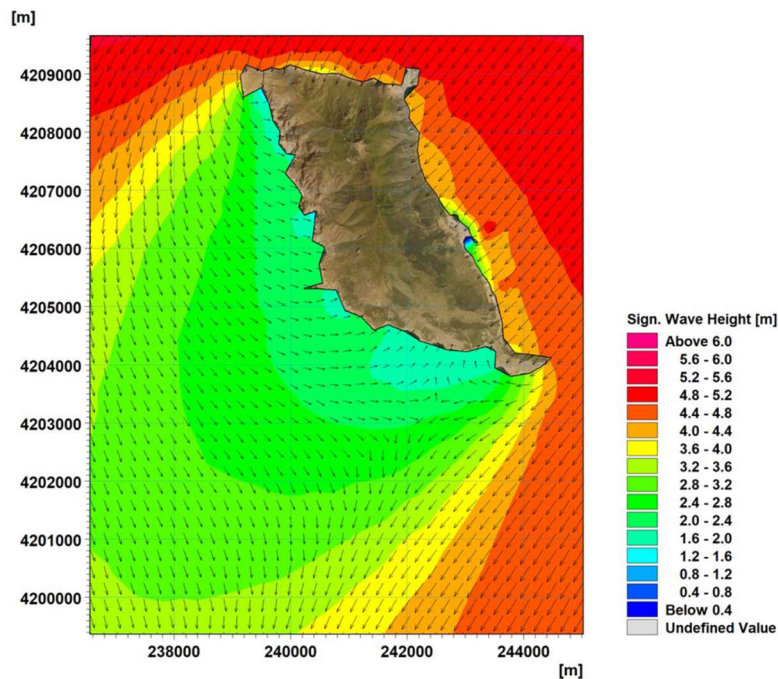 [m]
4209000
4208000
4207000
4206000
4205000
4204000
4203000
4202000
4201000
4200000
238000 240000 242000 244000
[m]
Sign. Wave Height [m]
Above 6.0
5.6 - 6.0
5.2 - 5.6
4.8 - 5.2
4.4 - 4.8
4.0 - 4.4
3.6 - 4.0
3.2 - 3.6
2.8 - 3.2
2.4 - 2.8
2.0 - 2.4
1.6 - 2.0
1.2 - 1.6
0.8 - 1.2
0.4 - 0.8
Below 0.4
Undefined Value